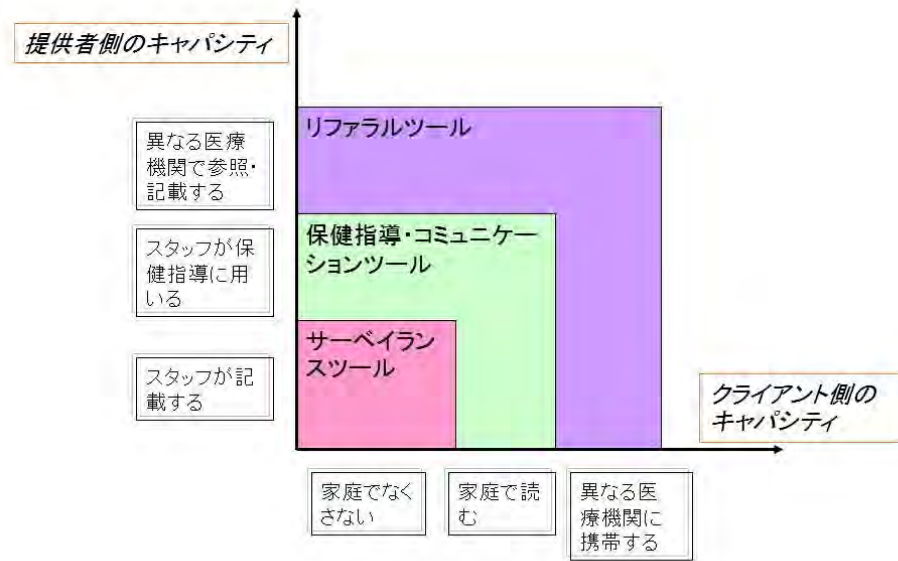 提供者側のキャパシティ
異なる医療
機関で参照・
記載する
スタッフが保
健指導に用
いる
スタッフが記
載する
リファラルツール
保健指導・コミュニケー
ションツール
サーベイラン
スツール
クライアント側の
キャパシティ
家庭でなく
さない
家庭で読
む
異なる医
療機関に
携帯する